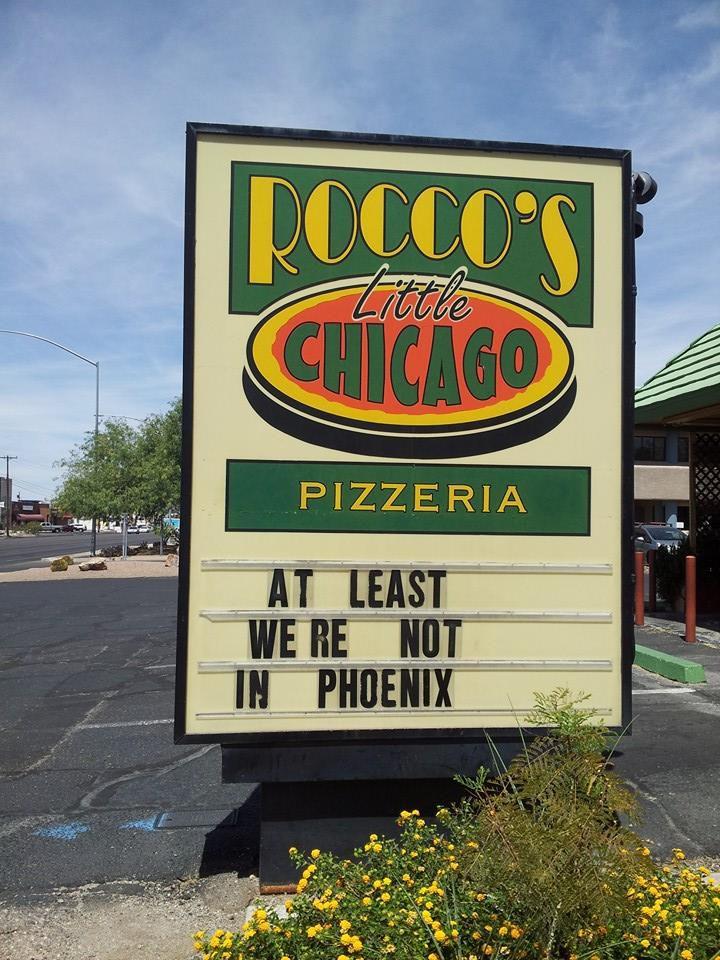 ROCCO'S
Little
CHICAGO
PIZZERIA
AT LEAST
WE RE NOT
IN PHOENIX